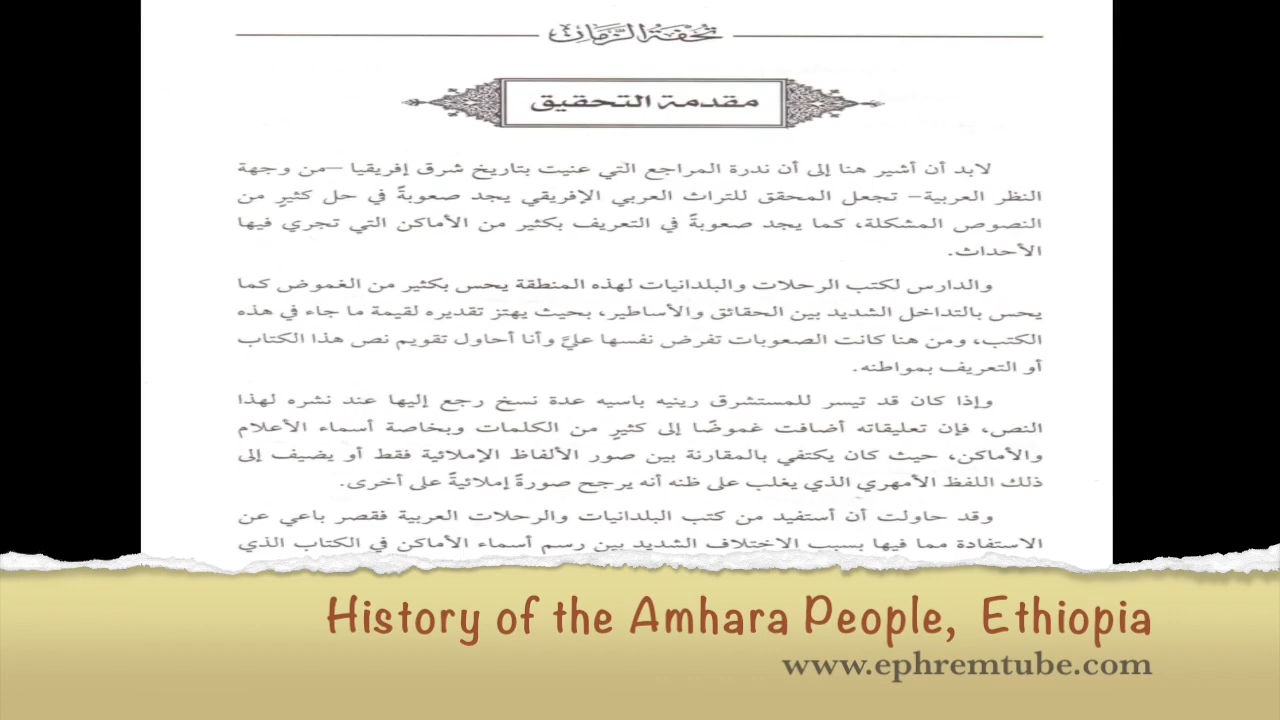 تحفة الزمان
مقدمة التحقيق
لابد أن أشير هنا إلى أن ندرة المراجع التي عنيت بتاريخ شرق إفريقيا –من وجهة
النظر العربية– تجعل المحقق للتراث العربي الإفريقي يجد صعوبةً في حل كثيرٍ من
النصوص المشكلة، كما يجد صعوبةً في التعريف بكثير من الأماكن التي تجري فيها
الأحداث.
والدارس لكتب الرحلات والبلدانيات لهذه المنطقة يحس بكثير من الغموض كما
يحس بالتداخل الشديد بين الحقائق والأساطير، بحيث يهتز تقديره لقيمة ما جاء في هذه
الكتب، ومن هنا كانت الصعوبات تفرض نفسها عليَّ وأنا أحاول تقويم نص هذا الكتاب
أو التعريف بمواطنه.
وإذا كان قد تيسر للمستشرق رينيه باسيه عدة نسخ رجع إليها عند نشره لهذا
النص، فإن تعليقاته أضافت غموضًا إلى كثيرٍ من الكلمات وبخاصة أسماء الأعلام
والأماكن، حيث كان يكتفي بالمقارنة بين صور الألفاظ الإملائية فقط أو يضيف إلى
ذلك اللفظ الأمهري الذي يغلب على ظنه أنه يرجح صورةً إملائيةً على أخرى.
وقد حاولت أن أستفيد من كتب البلدانيات والرحلات العربية فقصر باعي عن
الاستفادة مما فيها بسبب الاختلاف الشديد بين رسم أسماء الأماكن في الكتاب الذي
History of the Amhara People, Ethiopia
www.ephremtube.com